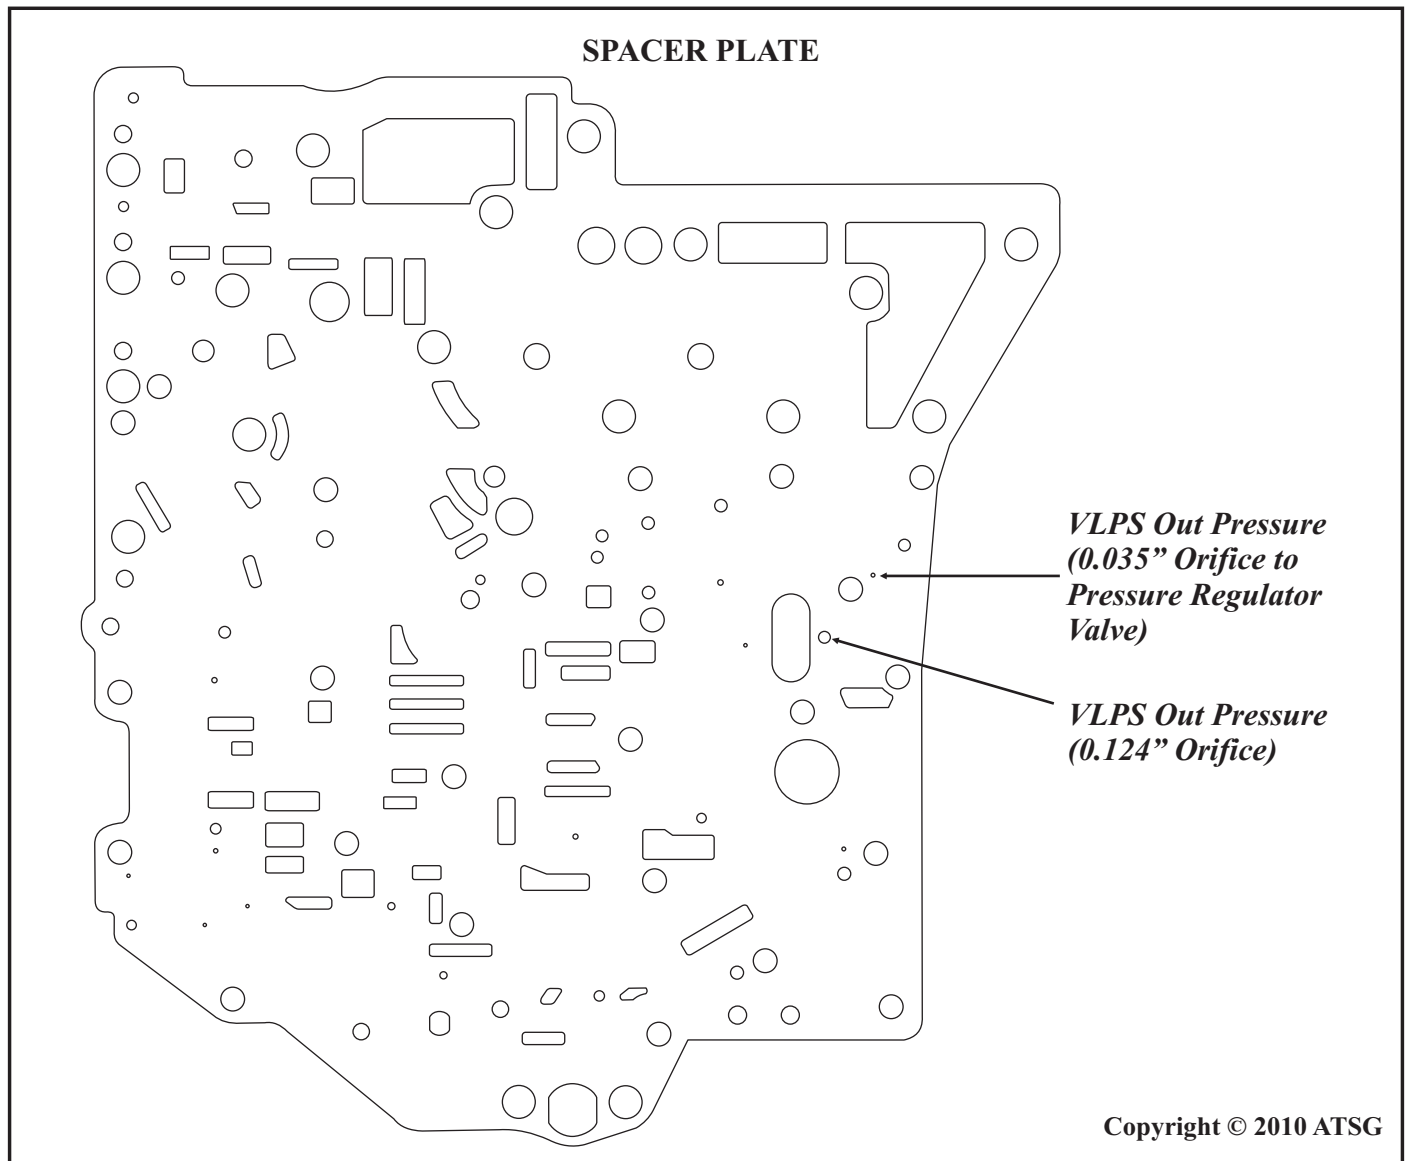 SPACER PLATE
VLPS Out Pressure
(0.035” Orifice to
Pressure Regulator
Valve)
VLPS Out Pressure
(0.124” Orifice)
Copyright © 2010 ATSG